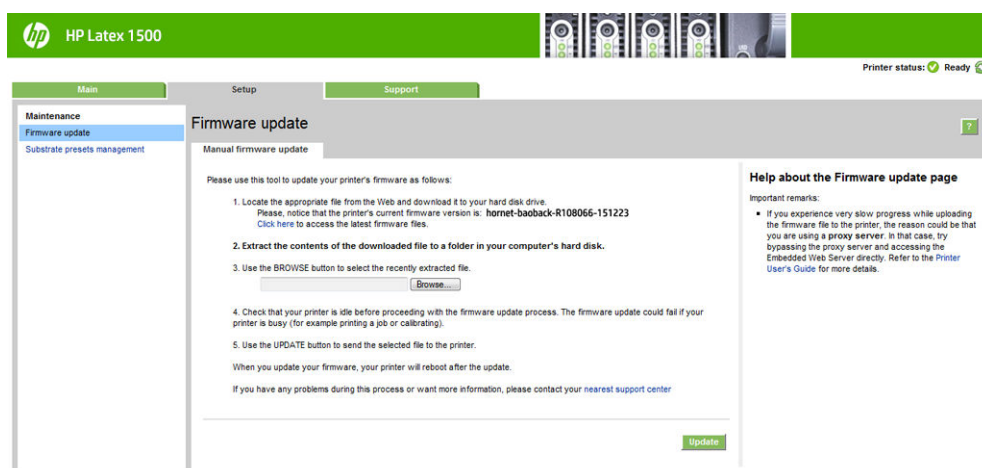 hp HP Latex 1500
Printer status: Ready
Main Setup Support
Maintenance
Firmware update
Substrate presets management
Firmware update
?
Manual firmware update
Please use this tool to update your printer's firmware as follows:
1. Locate the appropriate file from the Web and download it to your hard disk drive.
Please, notice that the printer's current firmware version is: hornet-baoback-R108066-151223
Click here to access the latest firmware files.
2. Extract the contents of the downloaded file to a folder in your computer's hard disk.
3. Use the BROWSE button to select the recently extracted file.
Browse...
4. Check that your printer is idle before proceeding with the firmware update process. The firmware update could fail if your
printer is busy (for example printing a job or calibrating).
5. Use the UPDATE button to send the selected file to the printer.
When you update your firmware, your printer will reboot after the update.
If you have any problems during this process or want more information, please contact your nearest support center
Update
Help about the Firmware update page
Important remarks:
If you experience very slow progress while uploading
the firmware file to the printer, the reason could be that
you are using a proxy server. In that case, try
bypassing the proxy server and accessing the
Embedded Web Server directly. Refer to the Printer
User's Guide for more details.